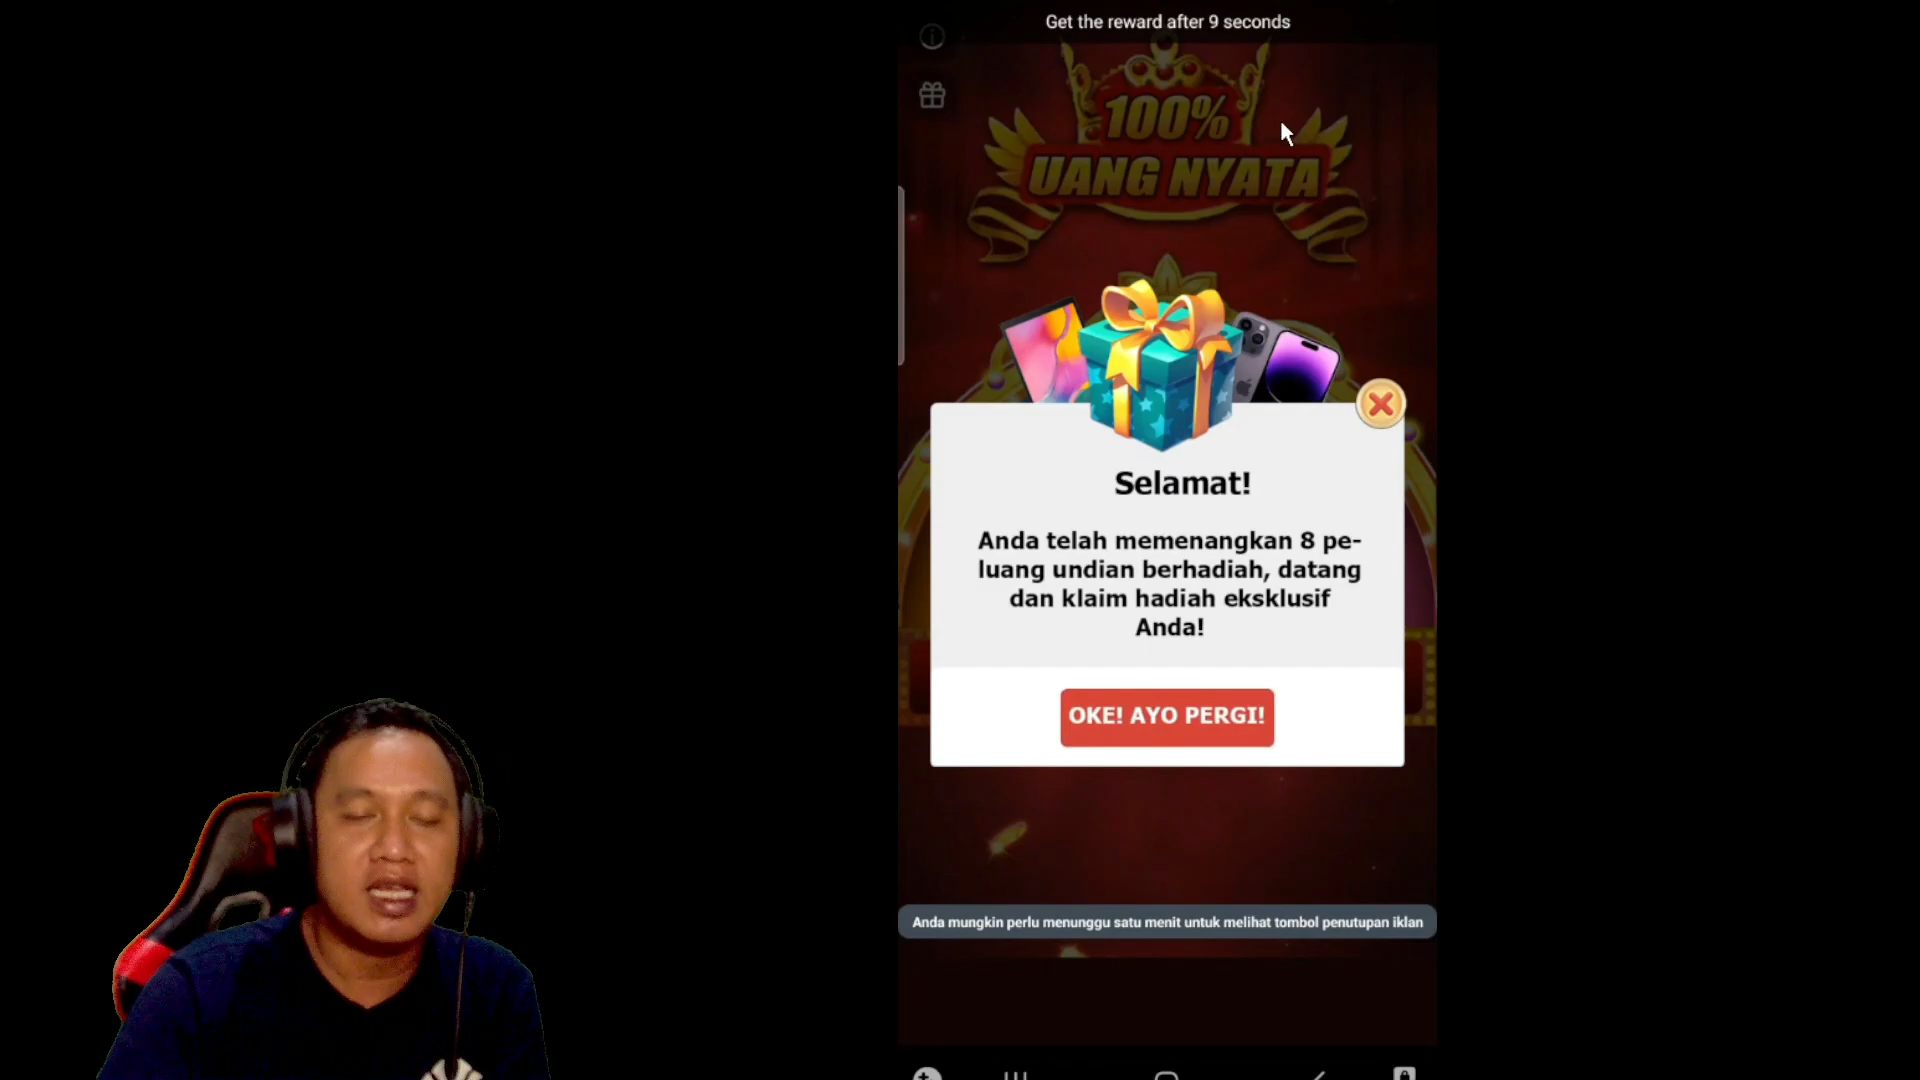 Get the reward after 9 seconds
100%
UANG NYATA
Selamat!
Anda telah memenangkan 8 pe-
luang undian berhadiah, datang
dan klaim hadiah eksklusif
Anda!
OKE! AYO PERGI!
Anda mungkin perlu menunggu satu menit untuk melihat tombol penutupan iklan